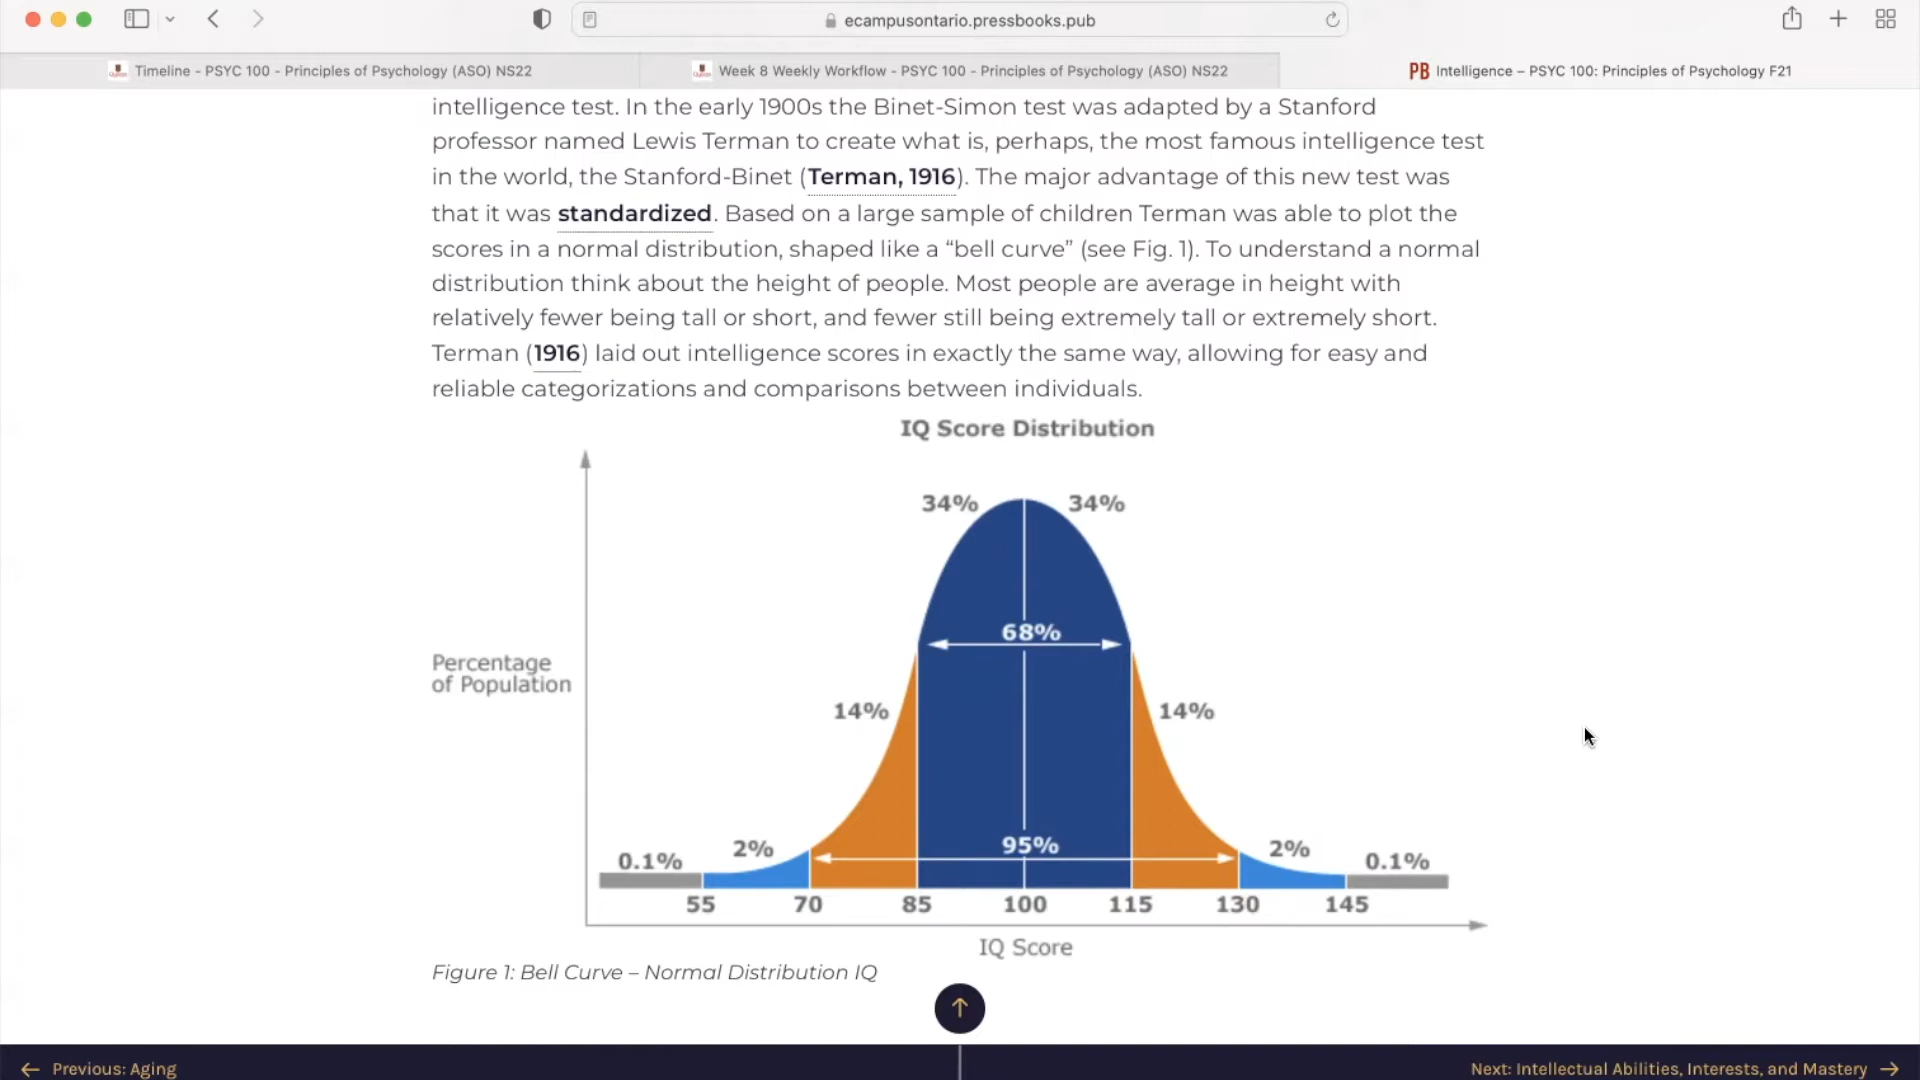 ecampusontario.pressbooks.pub
Timeline - PSYC 100 - Principles of Psychology (ASO) NS22
Week 8 Weekly Workflow - PSYC 100 - Principles of Psychology (ASO) NS22
PB Intelligence – PSYC 100: Principles of Psychology F21
intelligence test. In the early 1900s the Binet-Simon test was adapted by a Stanford
professor named Lewis Terman to create what is, perhaps, the most famous intelligence test
in the world, the Stanford-Binet (Terman, 1916). The major advantage of this new test was
that it was standardized. Based on a large sample of children Terman was able to plot the
scores in a normal distribution, shaped like a “bell curve” (see Fig. 1). To understand a normal
distribution think about the height of people. Most people are average in height with
relatively fewer being tall or short, and fewer still being extremely tall or extremely short.
Terman (1916) laid out intelligence scores in exactly the same way, allowing for easy and
reliable categorizations and comparisons between individuals.
IQ Score Distribution
34% 34%
68%
Percentage
of Population
14% 14%
95%
0.1% 2% 2% 0.1%
55 70 85 100 115 130 145
IQ Score
Figure 1: Bell Curve – Normal Distribution IQ
Previous: Aging
Next: Intellectual Abilities, Interests, and Mastery